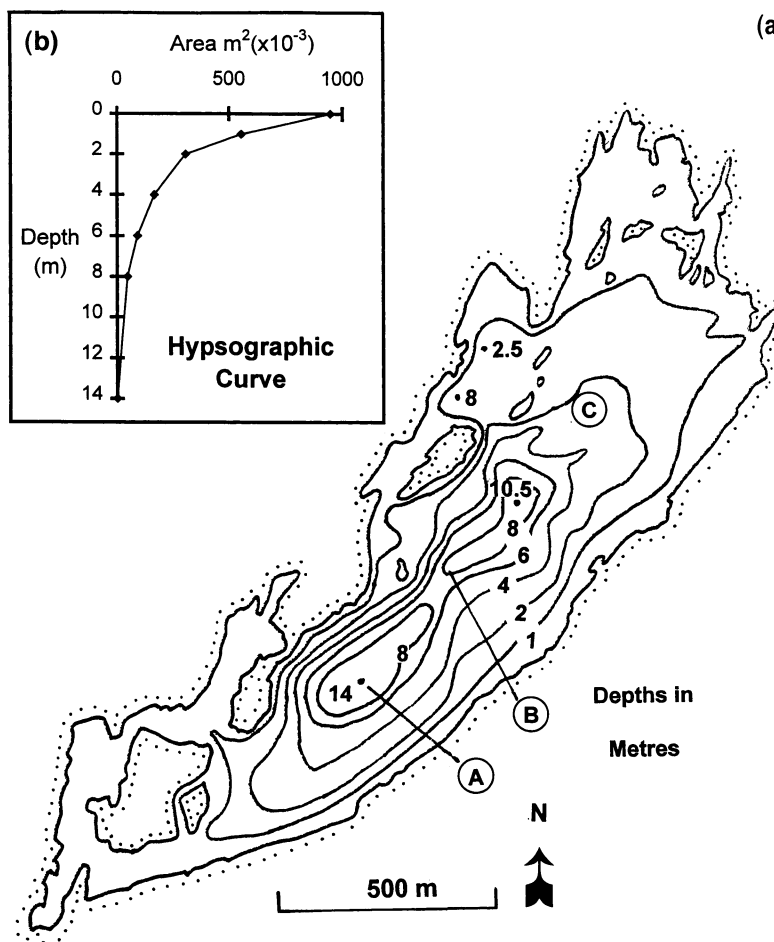 (b)
Area m²(x10⁻³)
0 500 1000
0
2
4
6
8
10
12
14
Depth
(m)
Hypsographic
Curve
(a
2.5
8
C
10.5
8
6
4
2
1
8
14
B
A
Depths in
Metres
N
500 m